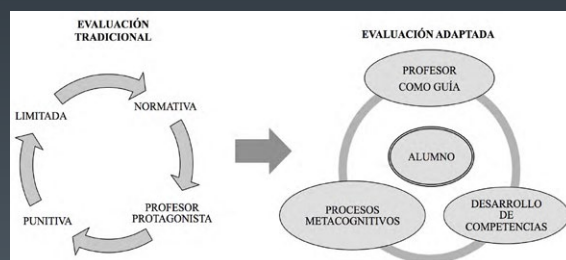 EVALUACIÓN
TRADICIONAL
LIMITADA
NORMATIVA
PUNITIVA
PROFESOR
PROTAGONISTA
EVALUACIÓN ADAPTADA
PROFESOR
COMO GUÍA
ALUMNO
PROCESOS
METACOGNITIVOS
DESARROLLO
DE
COMPETENCIAS